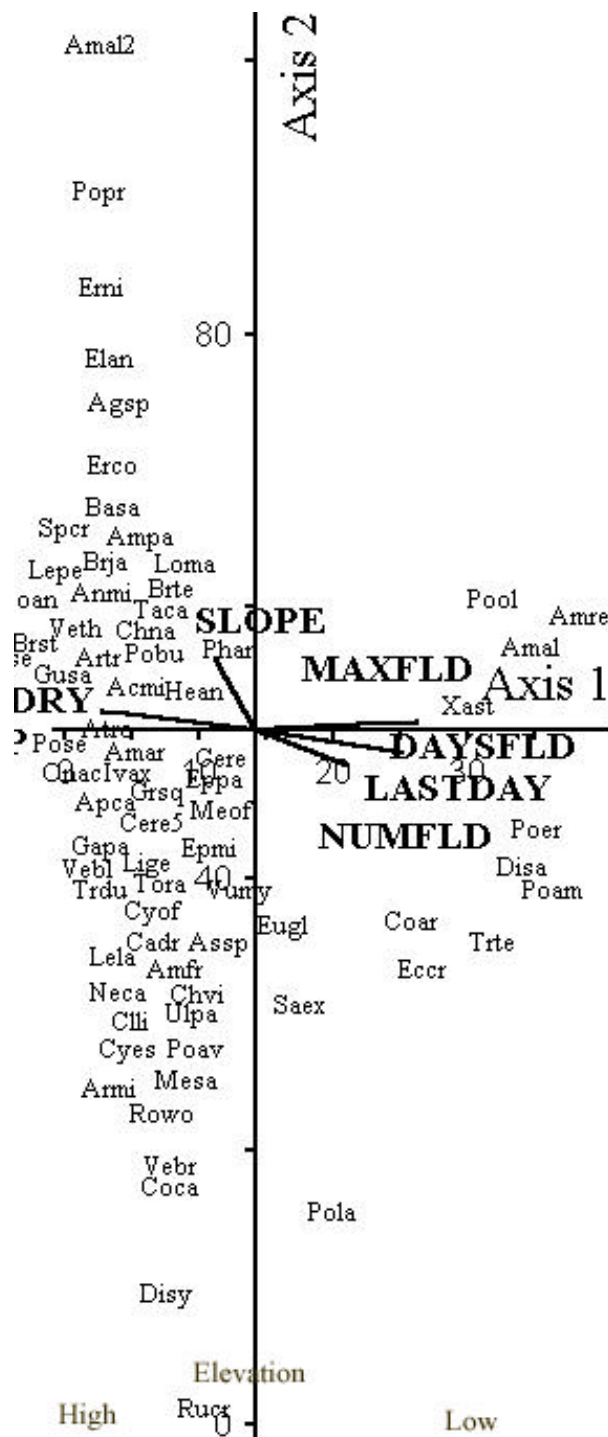 Amal2
Axis 2
Popr
Erni
80
Elan
Agsp
Erco
Basa
Spcr
Ampa
Brja
Loma
Lepe
Anmi
Brte
oan
Taca
Pool
Amre
SLOPE
Veth
Chna
Brst
Phar
Amal
se
Artr
Pobu
MAXFLD
Gusa
Acmi
Hean
Axis 1
DRY
Xast
Pose
Amar
Cere
DAYSFLD
P
0
Ivax
10
Eppa
20
30
Grsq
LASTDAY
Apca
Meof
Cere5
NUMFLD
Poer
Gapa
Epmi
Vebl
Lige
Disa
Trdu
Tora
40
Poam
Cyof
Eugl
Coar
Cadr
Assp
Trte
Lela
Amfr
Eccr
Neca
Chvi
Saex
Clli
Ulpa
Cyes
Poav
Armi
Mesa
Rowo
Vebr
Coca
Pola
Disy
Elevation
High
Rucr
0
Low